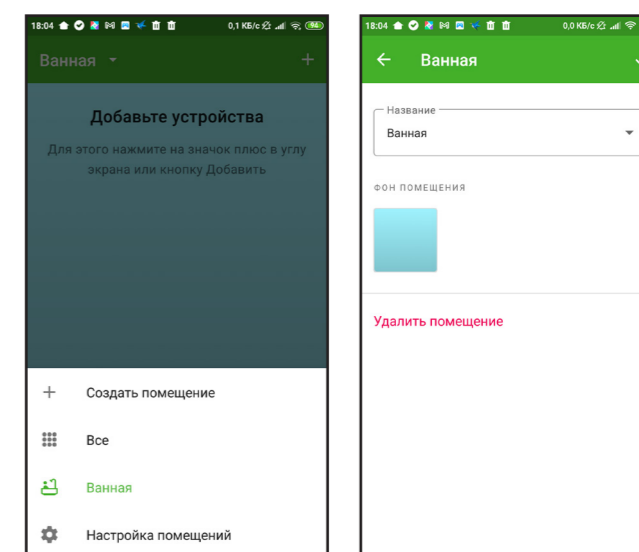 18:04 0,1 КБ/с 94
Ванная
Добавьте устройства
Для этого нажмите на значок плюс в углу
экрана или кнопку Добавить
Создать помещение
Все
Ванная
Настройка помещений
18:04 0,0 КБ/с
Ванная
Название
Ванная
ФОН ПОМЕЩЕНИЯ
Удалить помещение